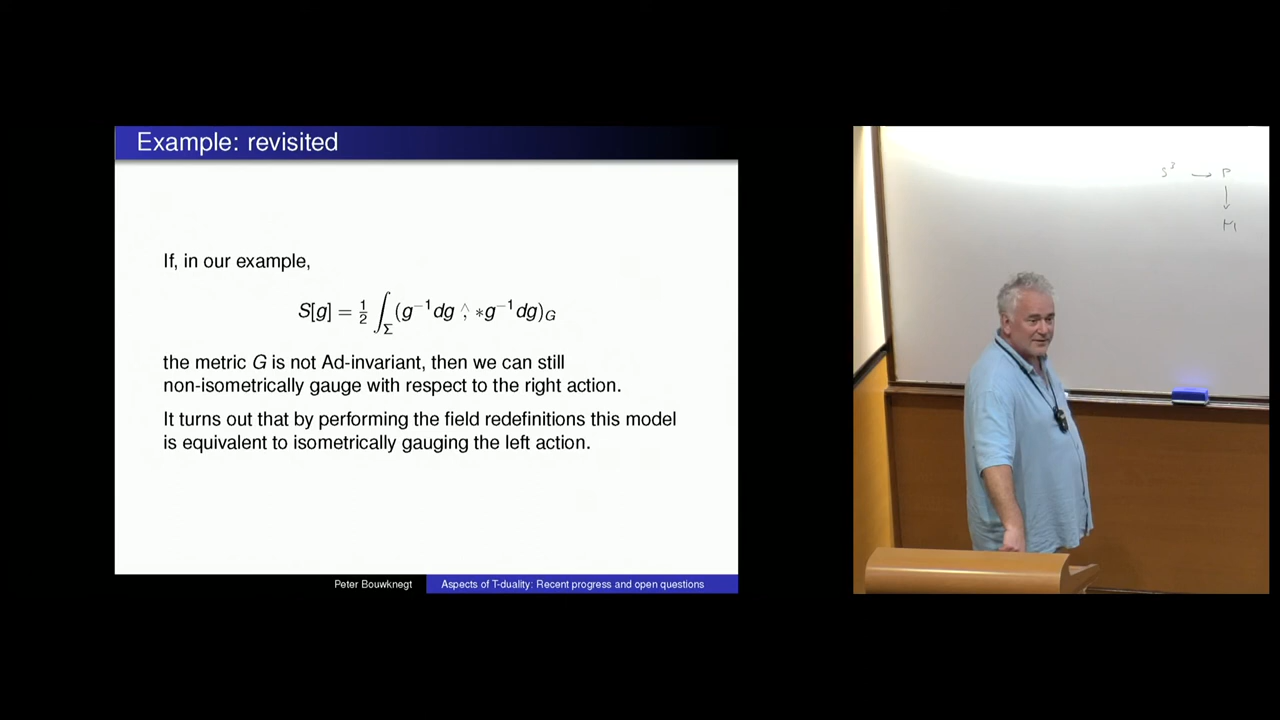 Example: revisited
If, in our example,
S[g] = ½ ∫_Σ (g⁻¹dg ∧, *g⁻¹dg)_G
the metric G is not Ad-invariant, then we can still
non-isometrically gauge with respect to the right action.
It turns out that by performing the field redefinitions this model
is equivalent to isometrically gauging the left action.
Peter Bouwknegt
Aspects of T-duality: Recent progress and open questions
S³ → P
↓
M